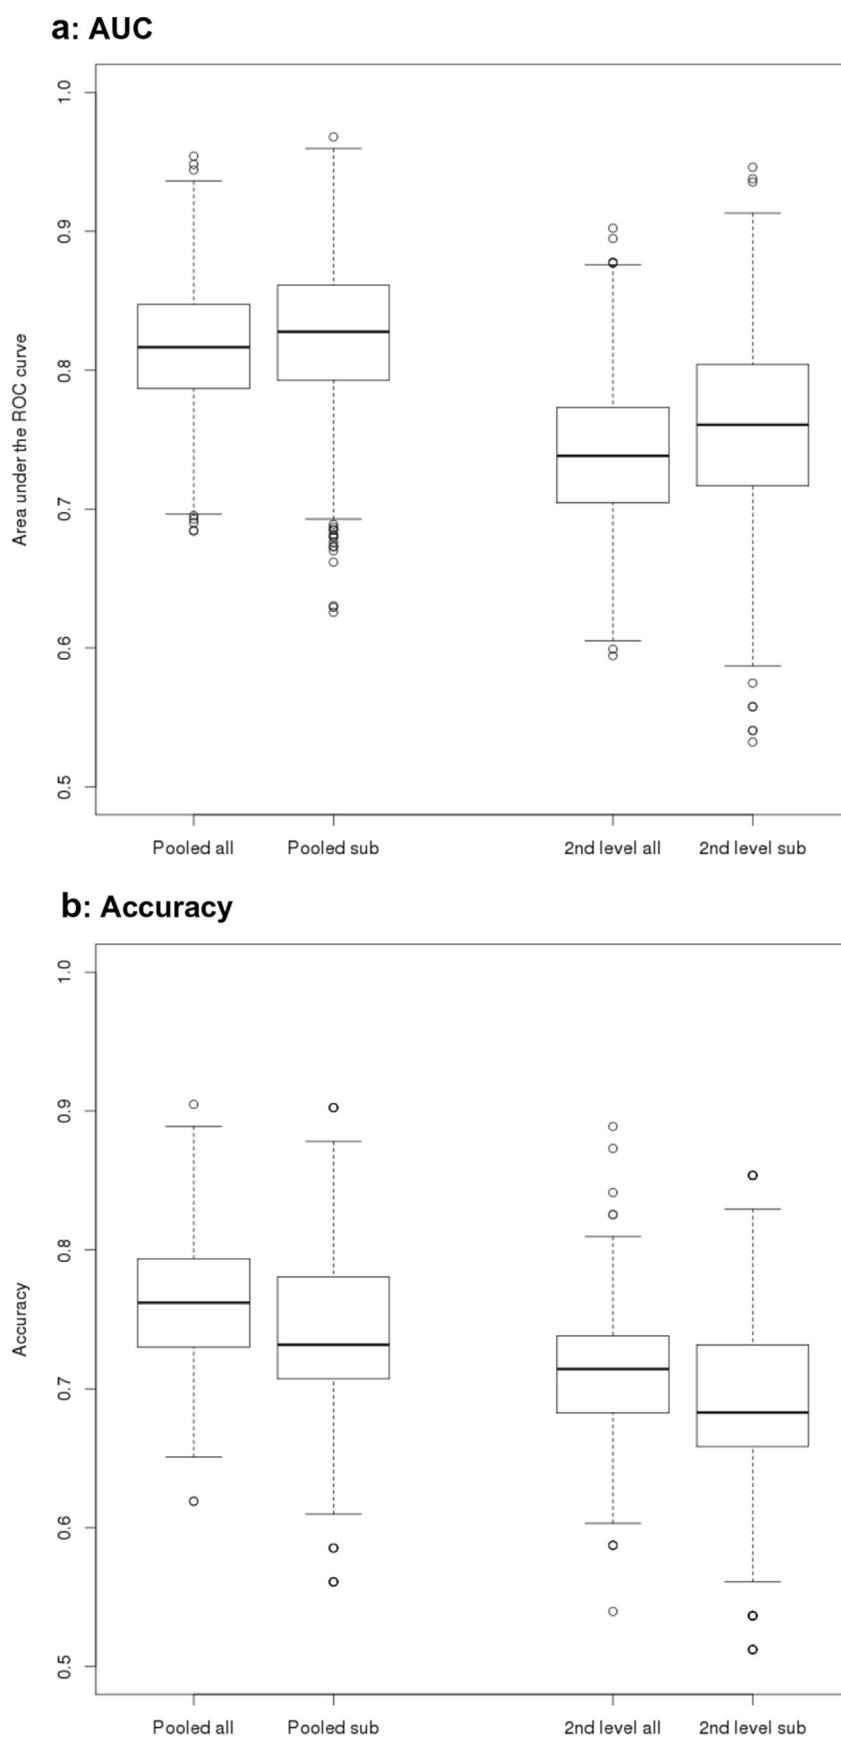 a: AUC
1.0
0.9
0.8
0.7
0.6
0.5
Area under the ROC curve
Pooled all
Pooled sub
2nd level all
2nd level sub
b: Accuracy
1.0
0.9
0.8
0.7
0.6
0.5
Accuracy
Pooled all
Pooled sub
2nd level all
2nd level sub